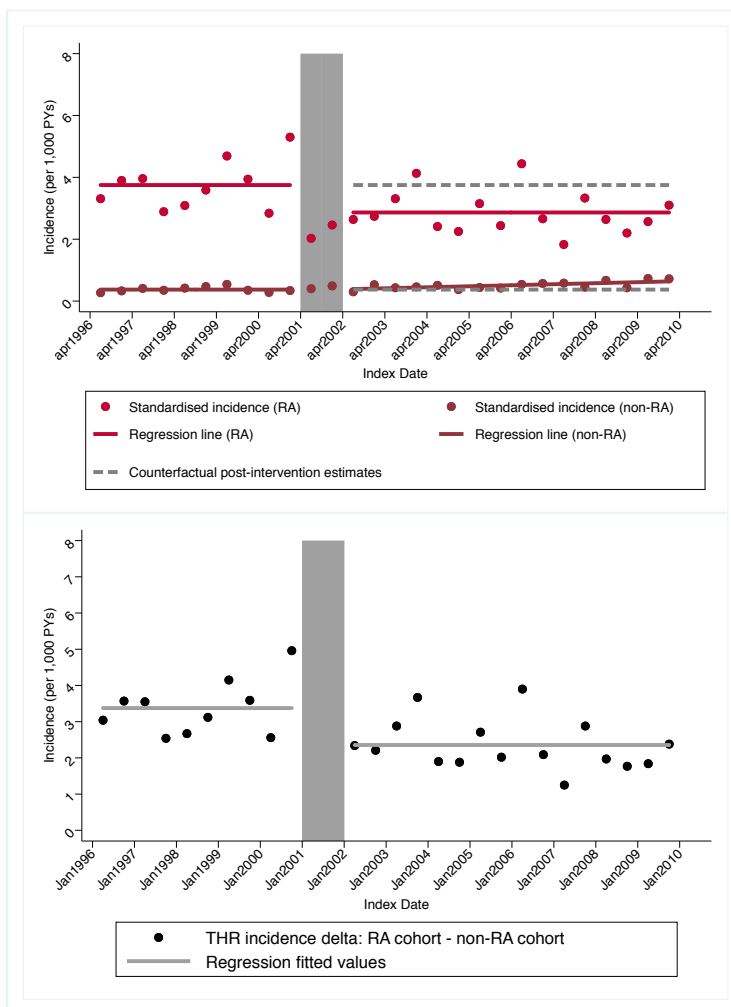 Incidence (per 1,000 PYs)
8
6
4
2
0
apr1996
apr1997
apr1998
apr1999
apr2000
apr2001
apr2002
apr2003
apr2004
apr2005
apr2006
apr2007
apr2008
apr2009
apr2010
Index Date
Standardised incidence (RA)
Standardised incidence (non-RA)
Regression line (RA)
Regression line (non-RA)
Counterfactual post-intervention estimates
Incidence (per 1,000 PYs)
8
7
6
5
4
3
2
1
0
Jan1996
Jan1997
Jan1998
Jan1999
Jan2000
Jan2001
Jan2002
Jan2003
Jan2004
Jan2005
Jan2006
Jan2007
Jan2008
Jan2009
Jan2010
Index Date
THR incidence delta: RA cohort - non-RA cohort
Regression fitted values